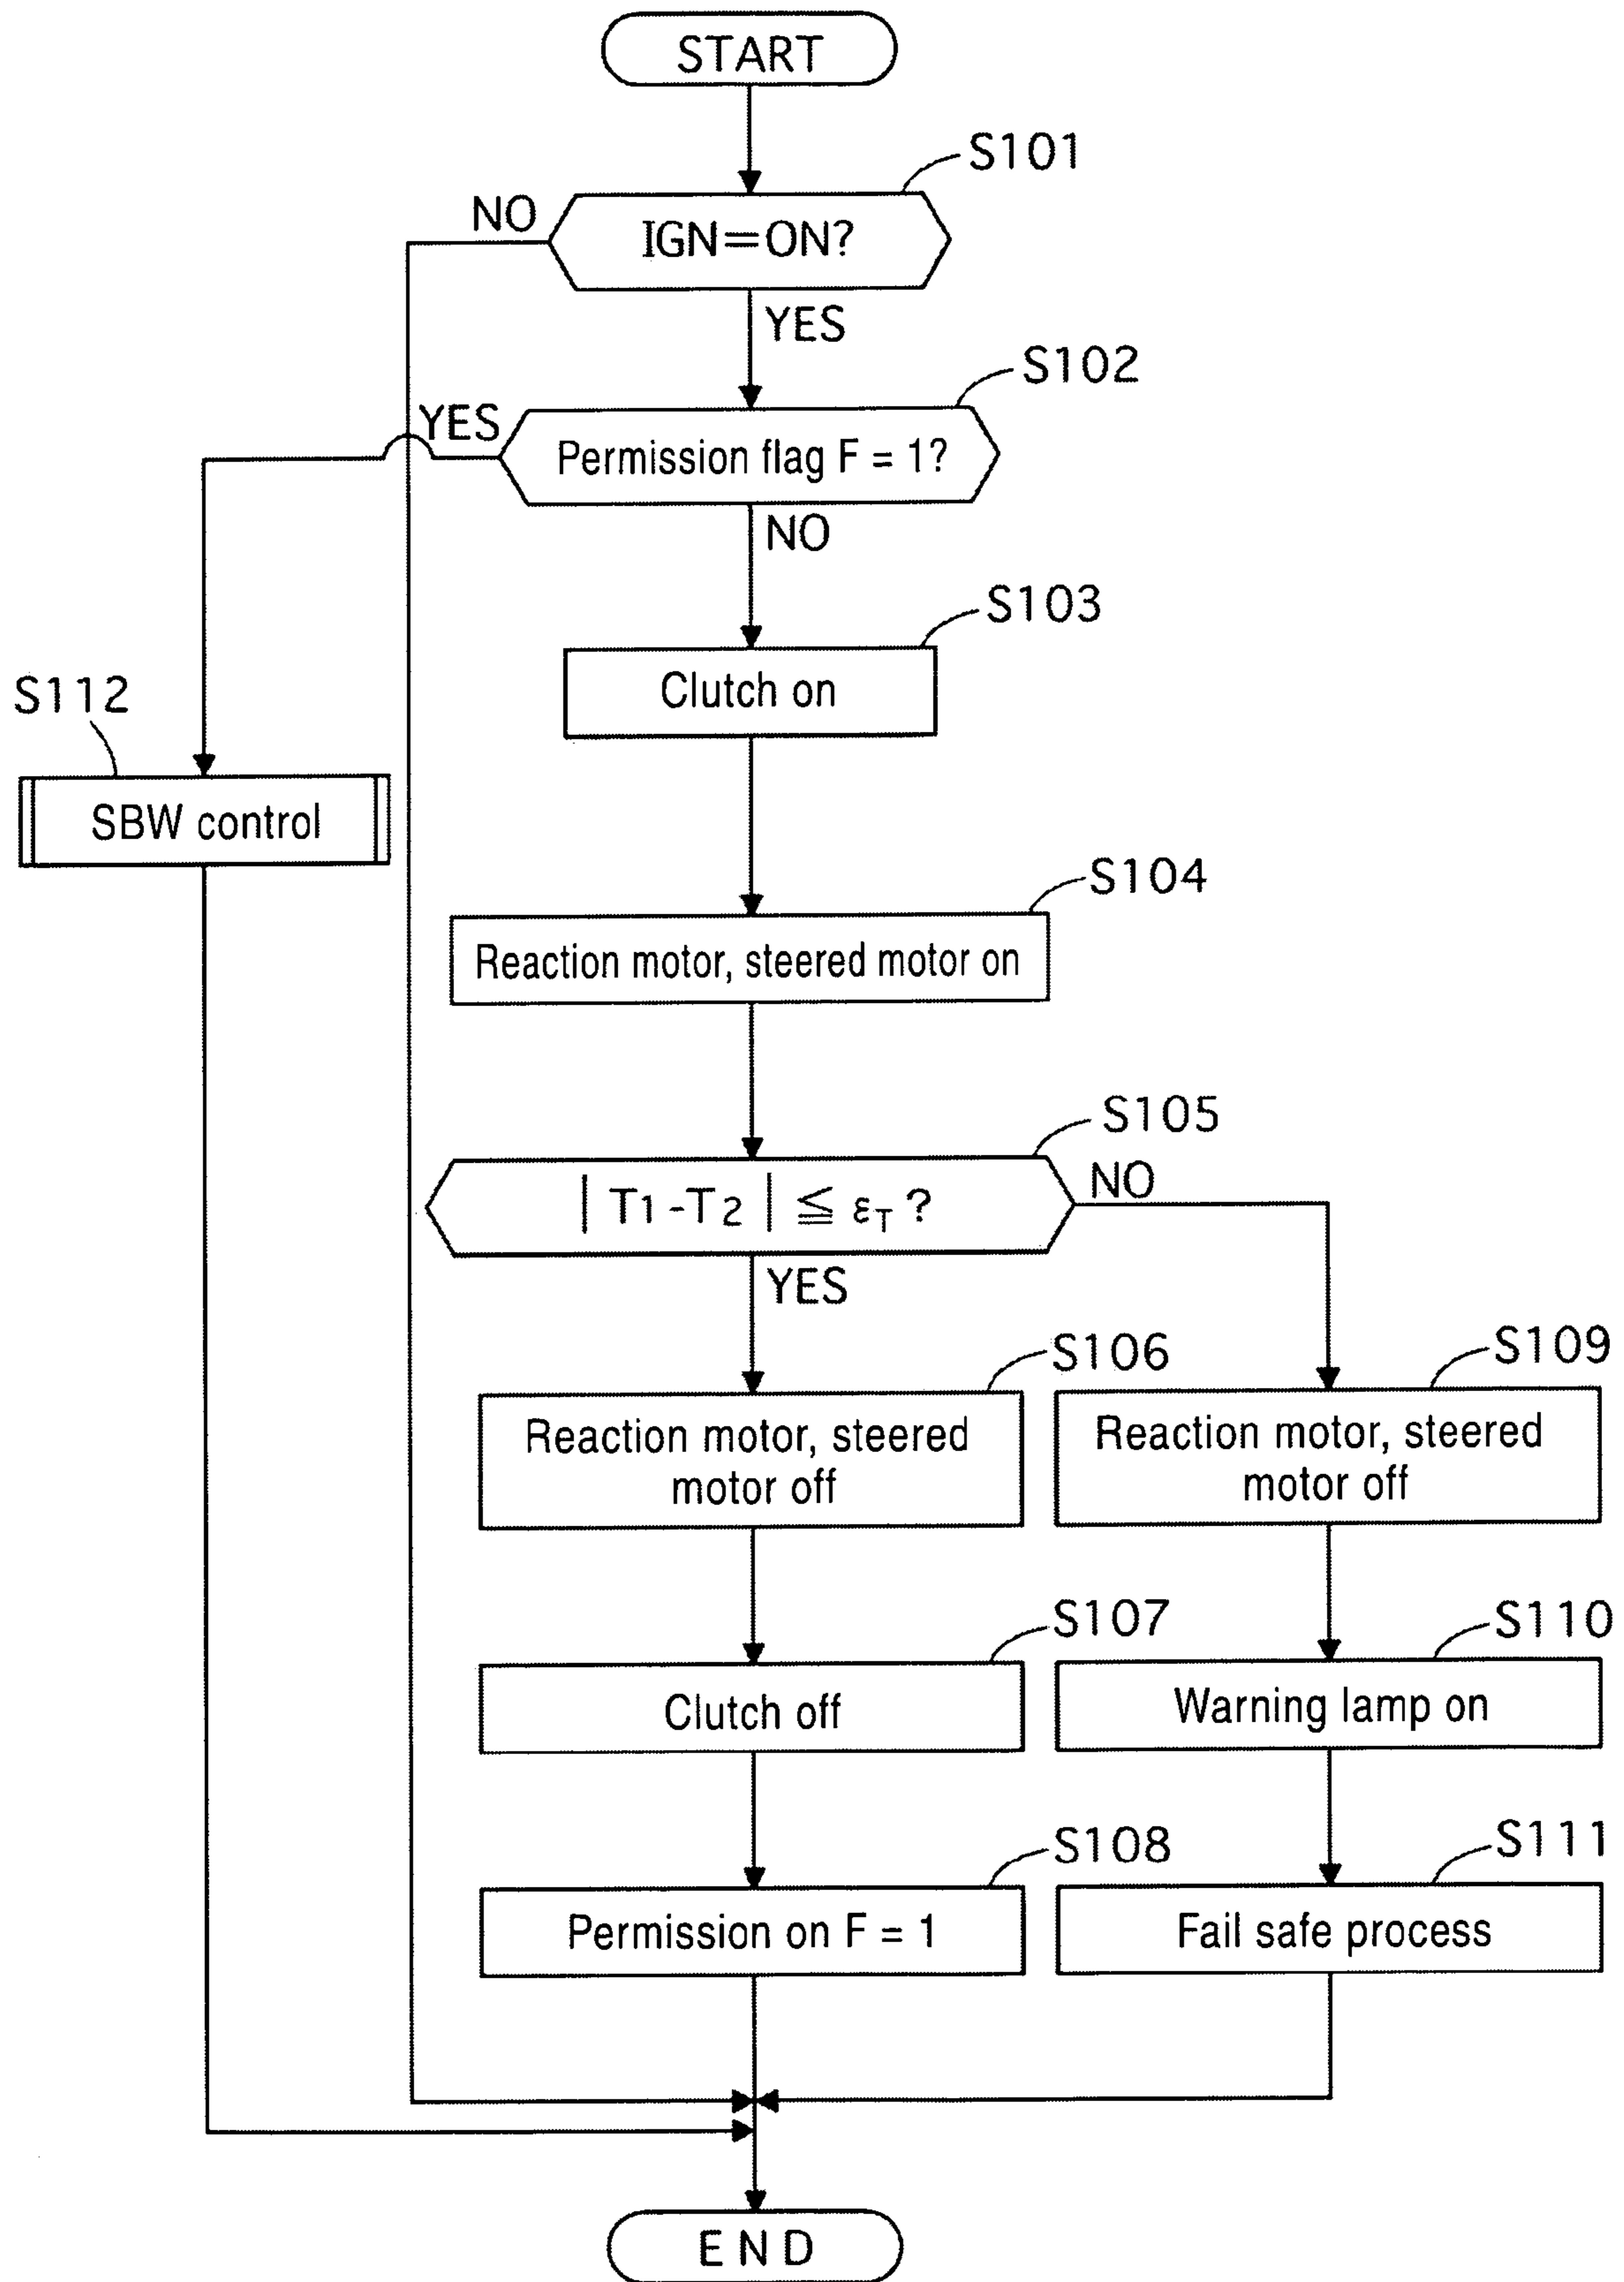 START
S101
NO
IGN=ON?
YES
S102
YES
Permission flag F = 1?
NO
S103
Clutch on
S112
SBW control
S104
Reaction motor, steered motor on
S105
| T1 -T2 | ≦ εT ?
NO
YES
S106
Reaction motor, steered
motor off
S109
Reaction motor, steered
motor off
S107
Clutch off
S110
Warning lamp on
S108
Permission on F = 1
S111
Fail safe process
END